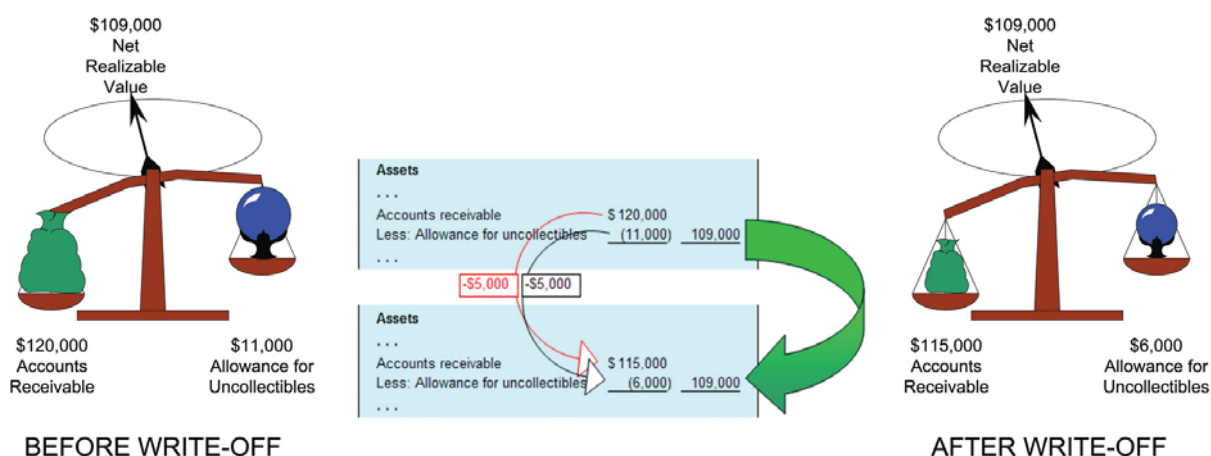 $109,000
Net
Realizable
Value
$120,000
Accounts
Receivable
$11,000
Allowance for
Uncollectibles
BEFORE WRITE-OFF
Assets
. . .
Accounts receivable $120,000
Less: Allowance for uncollectibles (11,000) 109,000
. . .
-$5,000 -$5,000
Assets
. . .
Accounts receivable $115,000
Less: Allowance for uncollectibles (6,000) 109,000
. . .
$109,000
Net
Realizable
Value
$115,000
Accounts
Receivable
$6,000
Allowance for
Uncollectibles
AFTER WRITE-OFF